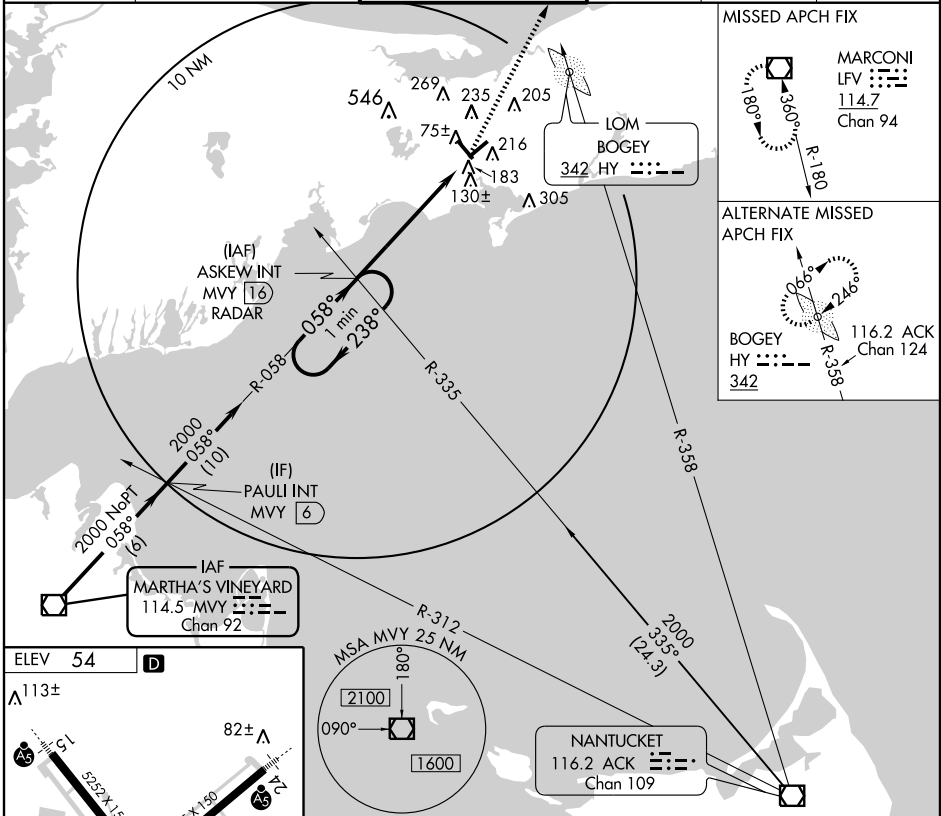 10 NM
546
269
235
205
75±
216
183
130±
305
LOM
BOGEY
342 HY
MISSED APCH FIX
MARCONI
LFV
114.7
Chan 94
180°
360°
R-180
ALTERNATE MISSED
APCH FIX
066°
246°
BOGEY
HY
342
116.2 ACK
Chan 124
R-358
(IAF)
ASKEW INT
MVY 16
RADAR
058°
1 min
238°
R-058
R-335
R-358
2000
058°
(10)
(IF)
PAULI INT
MVY 6
2000 NoPT
058°
(6)
IAF
MARTHA'S VINEYARD
114.5 MVY
Chan 92
R-312
2000
335°
(24.3)
MSA MVY 25 NM
180°
2100
090°
1600
NANTUCKET
116.2 ACK
Chan 109
ELEV 54 D
113±
82±
A5
15
5252 X 15
X 150
24
A5